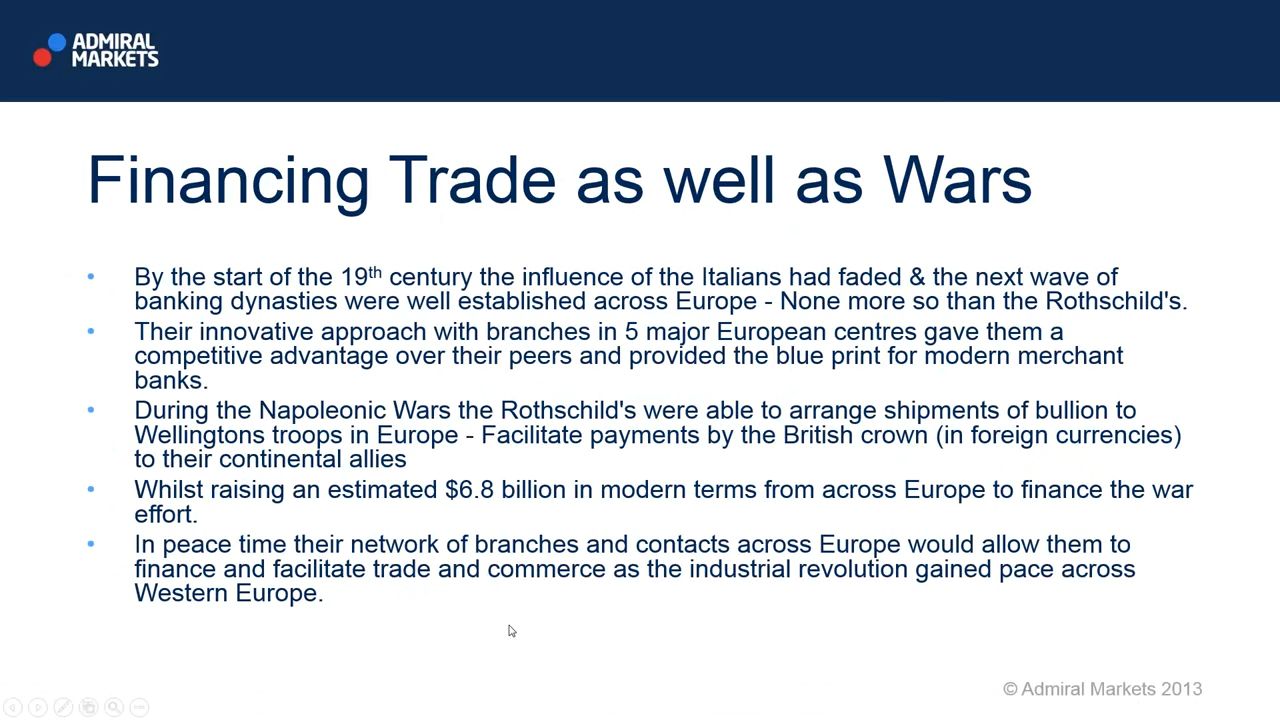 ADMIRAL
MARKETS
Financing Trade as well as Wars
• By the start of the 19th century the influence of the Italians had faded & the next wave of
banking dynasties were well established across Europe - None more so than the Rothschild's.
• Their innovative approach with branches in 5 major European centres gave them a
competitive advantage over their peers and provided the blue print for modern merchant
banks.
• During the Napoleonic Wars the Rothschild's were able to arrange shipments of bullion to
Wellingtons troops in Europe - Facilitate payments by the British crown (in foreign currencies)
to their continental allies
• Whilst raising an estimated $6.8 billion in modern terms from across Europe to finance the war
effort.
• In peace time their network of branches and contacts across Europe would allow them to
finance and facilitate trade and commerce as the industrial revolution gained pace across
Western Europe.
© Admiral Markets 2013